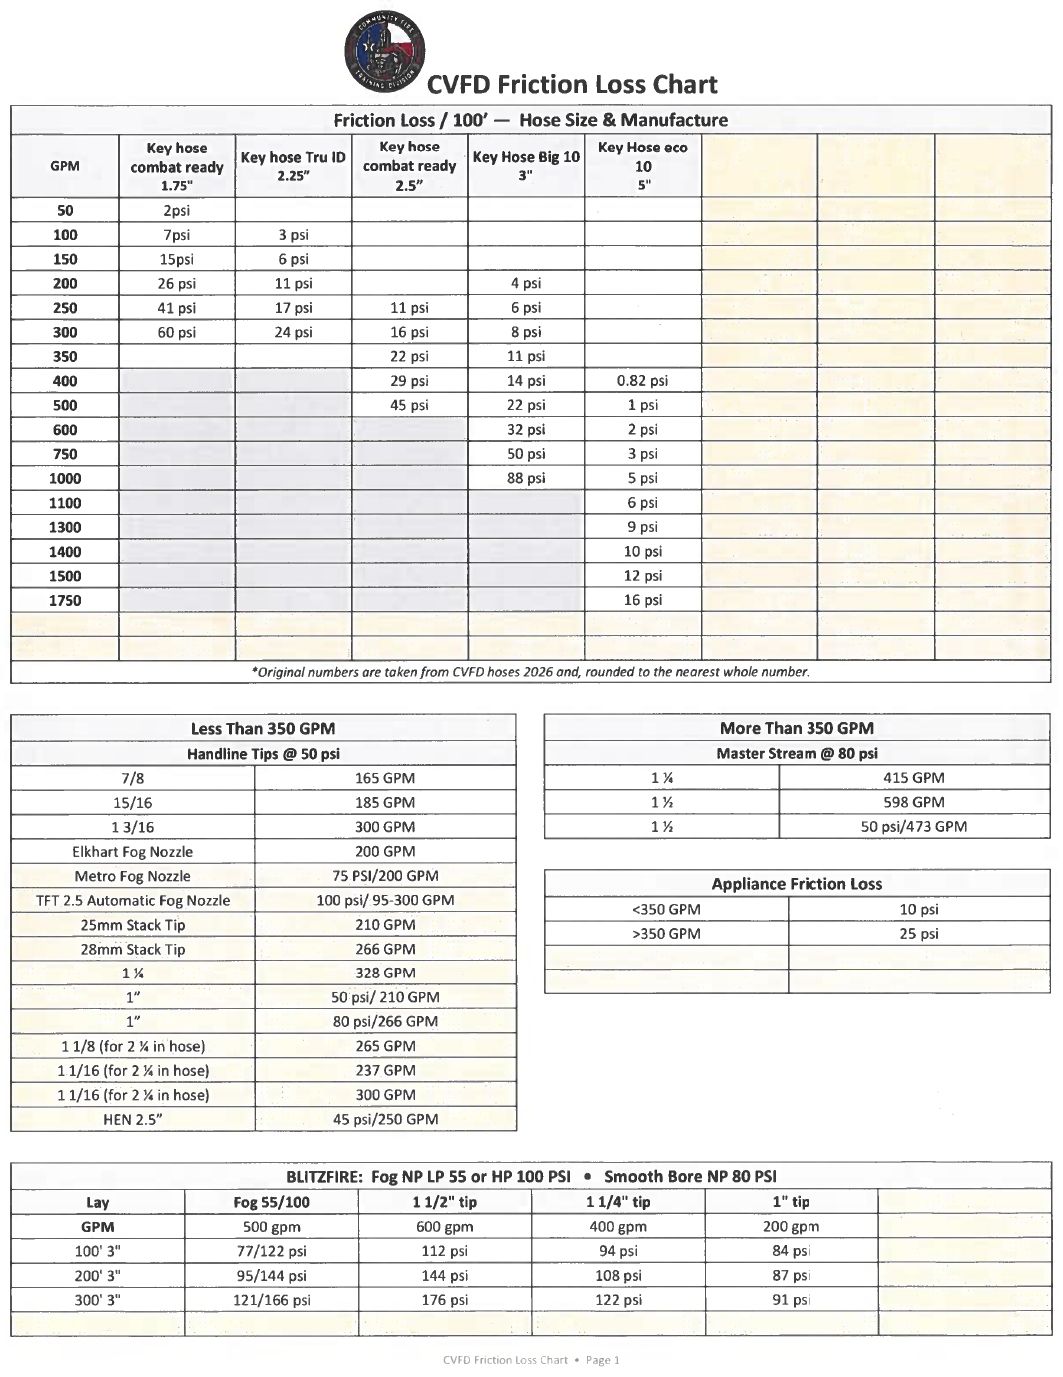 COMMUNITY FIRE
TRAINING DIVISION
CVFD Friction Loss Chart
Friction Loss / 100’ — Hose Size & Manufacture
GPM Key hose combat ready 1.75" Key hose Tru ID 2.25” Key hose combat ready 2.5” Key Hose Big 10 3" Key Hose eco 10 5"
50 2psi
100 7psi 3 psi
150 15psi 6 psi
200 26 psi 11 psi 4 psi
250 41 psi 17 psi 11 psi 6 psi
300 60 psi 24 psi 16 psi 8 psi
350 22 psi 11 psi
400 29 psi 14 psi 0.82 psi
500 45 psi 22 psi 1 psi
600 32 psi 2 psi
750 50 psi 3 psi
1000 88 psi 5 psi
1100 6 psi
1300 9 psi
1400 10 psi
1500 12 psi
1750 16 psi
*Original numbers are taken from CVFD hoses 2026 and, rounded to the nearest whole number.
Less Than 350 GPM
Handline Tips @ 50 psi
7/8 165 GPM
15/16 185 GPM
1 3/16 300 GPM
Elkhart Fog Nozzle 200 GPM
Metro Fog Nozzle 75 PSI/200 GPM
TFT 2.5 Automatic Fog Nozzle 100 psi/ 95-300 GPM
25mm Stack Tip 210 GPM
28mm Stack Tip 266 GPM
1 ¼ 328 GPM
1” 50 psi/ 210 GPM
1” 80 psi/266 GPM
1 1/8 (for 2 ¼ in hose) 265 GPM
1 1/16 (for 2 ¼ in hose) 237 GPM
1 1/16 (for 2 ¼ in hose) 300 GPM
HEN 2.5” 45 psi/250 GPM
More Than 350 GPM
Master Stream @ 80 psi
1 ¼ 415 GPM
1 ½ 598 GPM
1 ½ 50 psi/473 GPM
Appliance Friction Loss
<350 GPM 10 psi
>350 GPM 25 psi
BLITZFIRE: Fog NP LP 55 or HP 100 PSI • Smooth Bore NP 80 PSI
Lay Fog 55/100 1 1/2" tip 1 1/4" tip 1" tip
GPM 500 gpm 600 gpm 400 gpm 200 gpm
100' 3" 77/122 psi 112 psi 94 psi 84 psi
200' 3" 95/144 psi 144 psi 108 psi 87 psi
300' 3" 121/166 psi 176 psi 122 psi 91 psi
CVFD Friction Loss Chart • Page 1